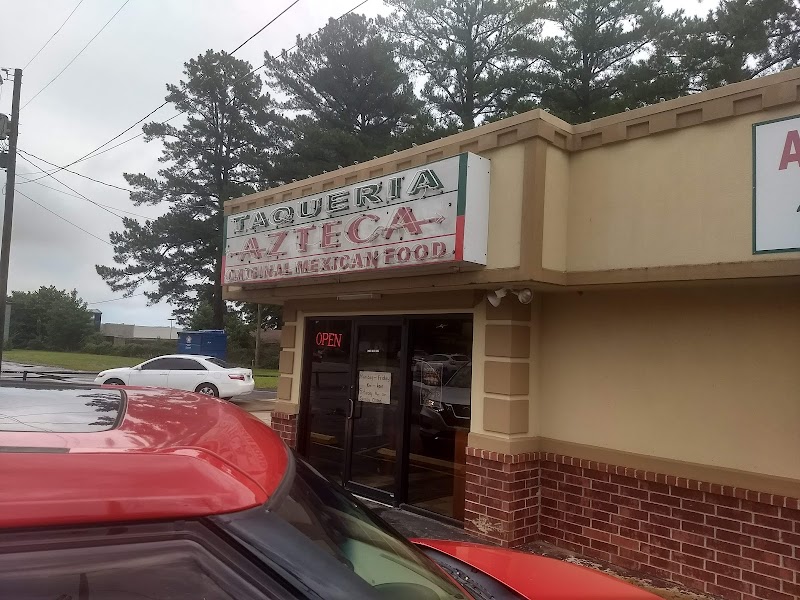 TAQUERIA
AZTECA
ORIGINAL MEXICAN FOOD
A
OPEN